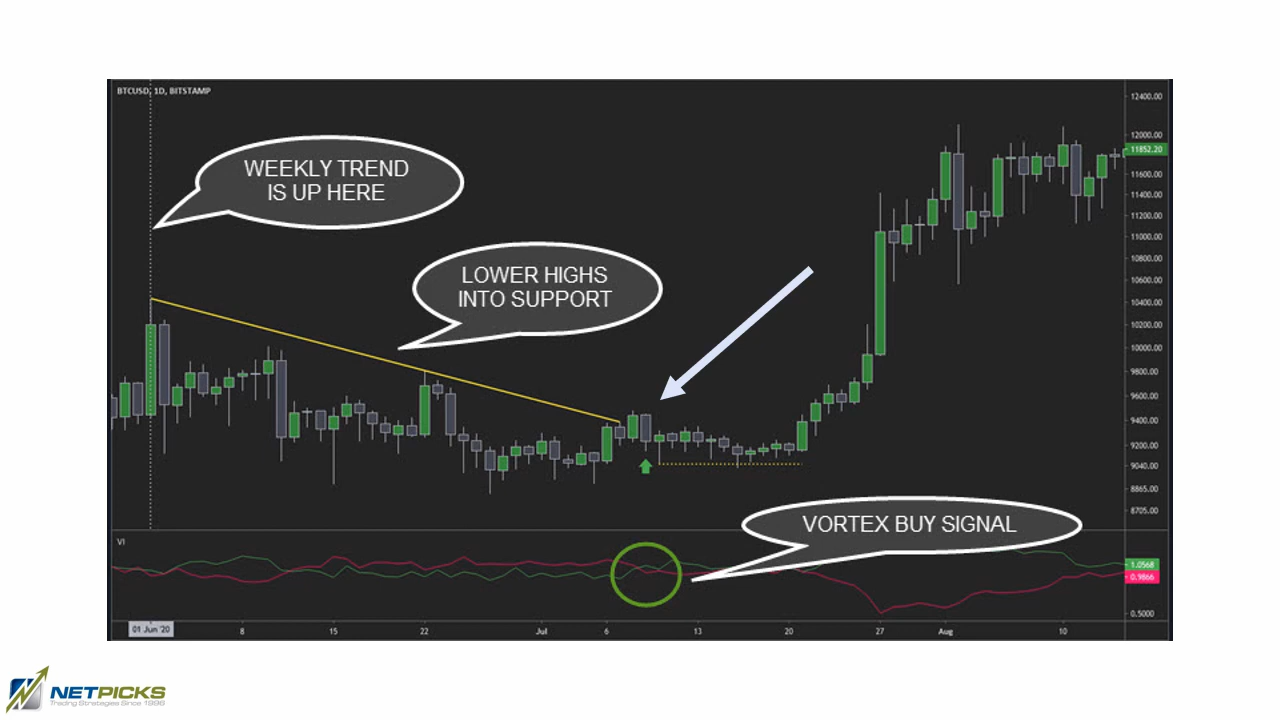 BTCUSD, 1D, BITSTAMP
WEEKLY TREND
IS UP HERE
LOWER HIGHS
INTO SUPPORT
VORTEX BUY SIGNAL
12400.00
12000.00
11852.20
11600.00
11400.00
11200.00
11000.00
10800.00
10600.00
10400.00
10200.00
10000.00
9800.00
9600.00
9400.00
9200.00
9040.00
8865.00
8705.00
VI
1.0568
0.9866
0.5000
01 Jun '20 8 15 22 Jul 6 13 20 27 Aug 10
NETPICKS
Trading Strategies Since 1996